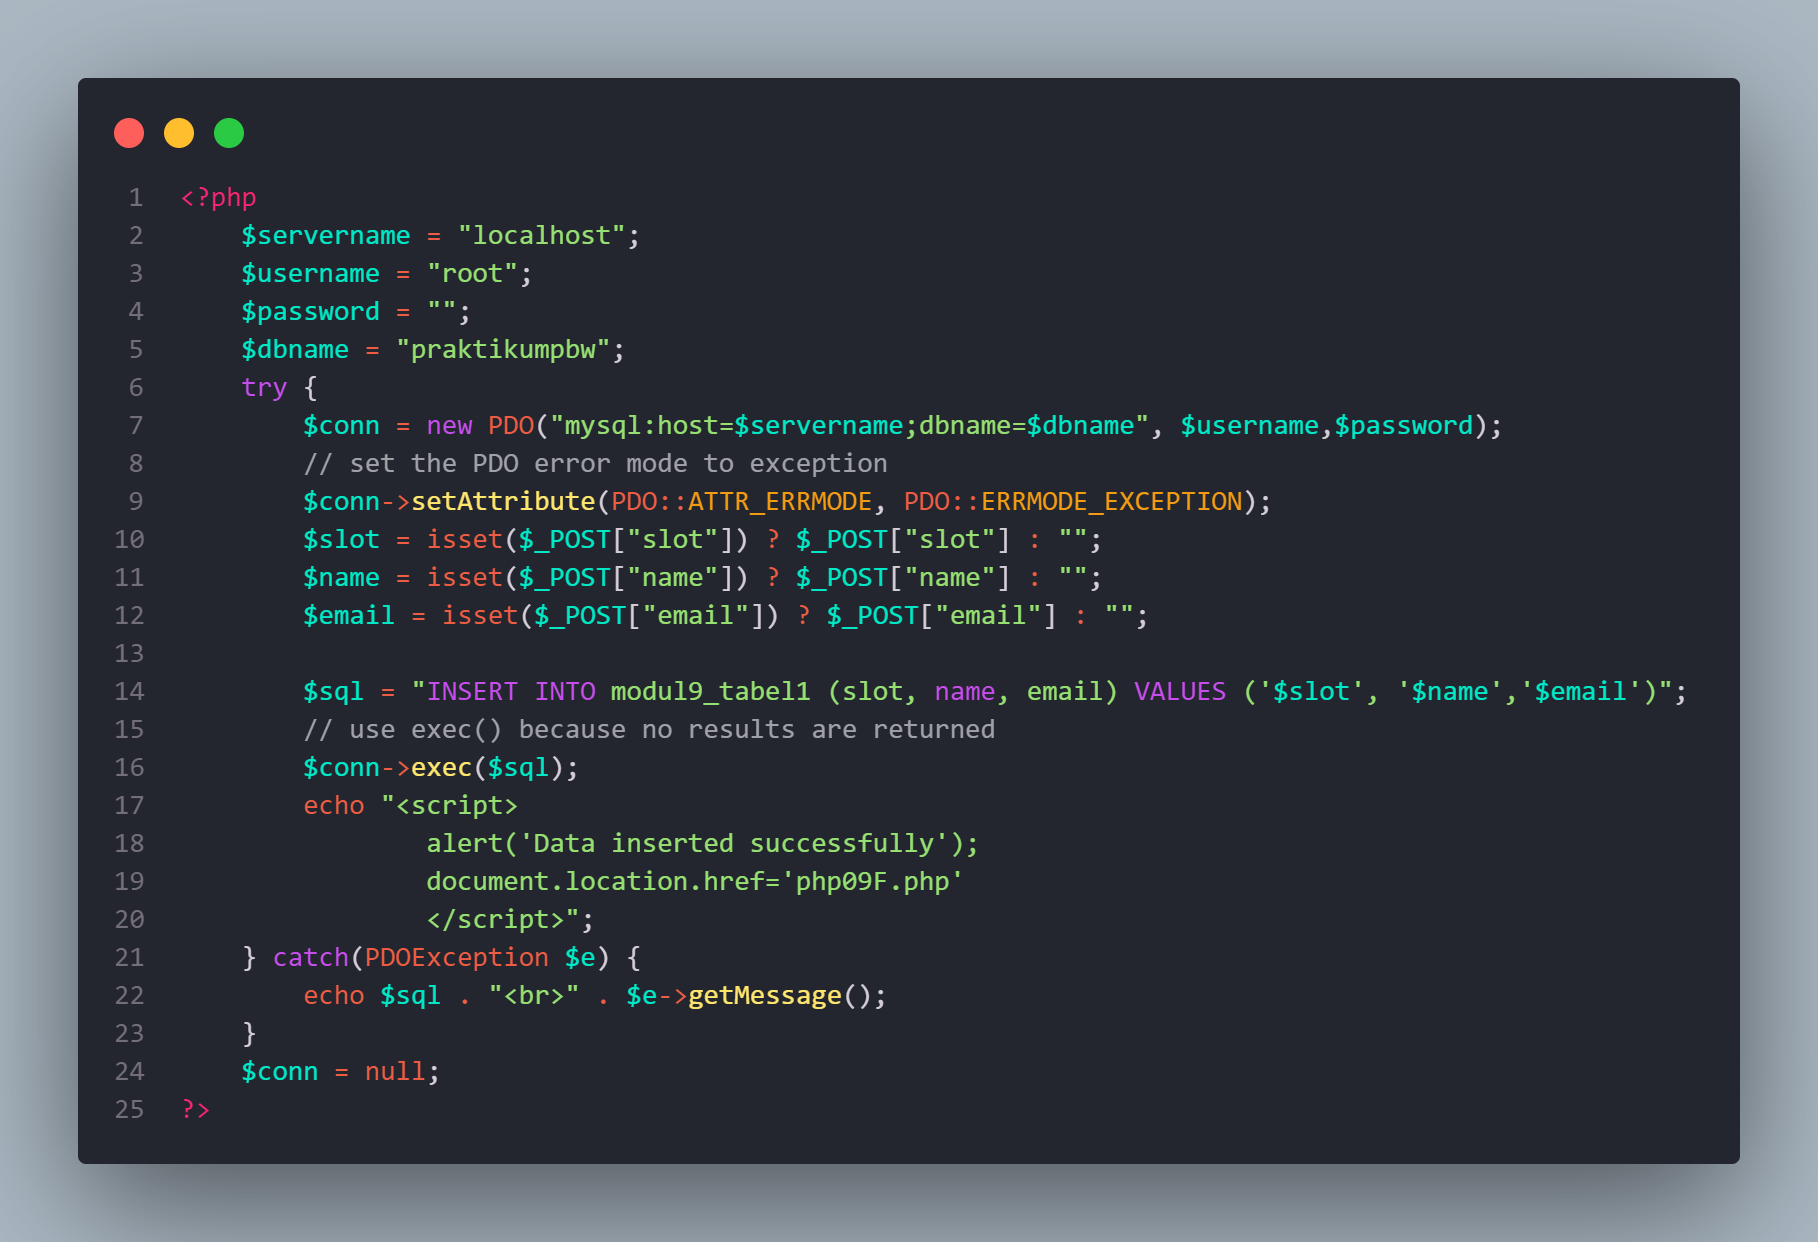 1 <?php
2     $servername = "localhost";
3     $username = "root";
4     $password = "";
5     $dbname = "praktikumpbw";
6     try {
7         $conn = new PDO("mysql:host=$servername;dbname=$dbname", $username,$password);
8         // set the PDO error mode to exception
9         $conn->setAttribute(PDO::ATTR_ERRMODE, PDO::ERRMODE_EXCEPTION);
10         $slot = isset($_POST["slot"]) ? $_POST["slot"] : "";
11         $name = isset($_POST["name"]) ? $_POST["name"] : "";
12         $email = isset($_POST["email"]) ? $_POST["email"] : "";
13
14         $sql = "INSERT INTO modul9_tabel1 (slot, name, email) VALUES ('$slot', '$name','$email')";
15         // use exec() because no results are returned
16         $conn->exec($sql);
17         echo "<script>
18                 alert('Data inserted successfully');
19                 document.location.href='php09F.php'
20                 </script>";
21     } catch(PDOException $e) {
22         echo $sql . "<br>" . $e->getMessage();
23     }
24     $conn = null;
25 ?>